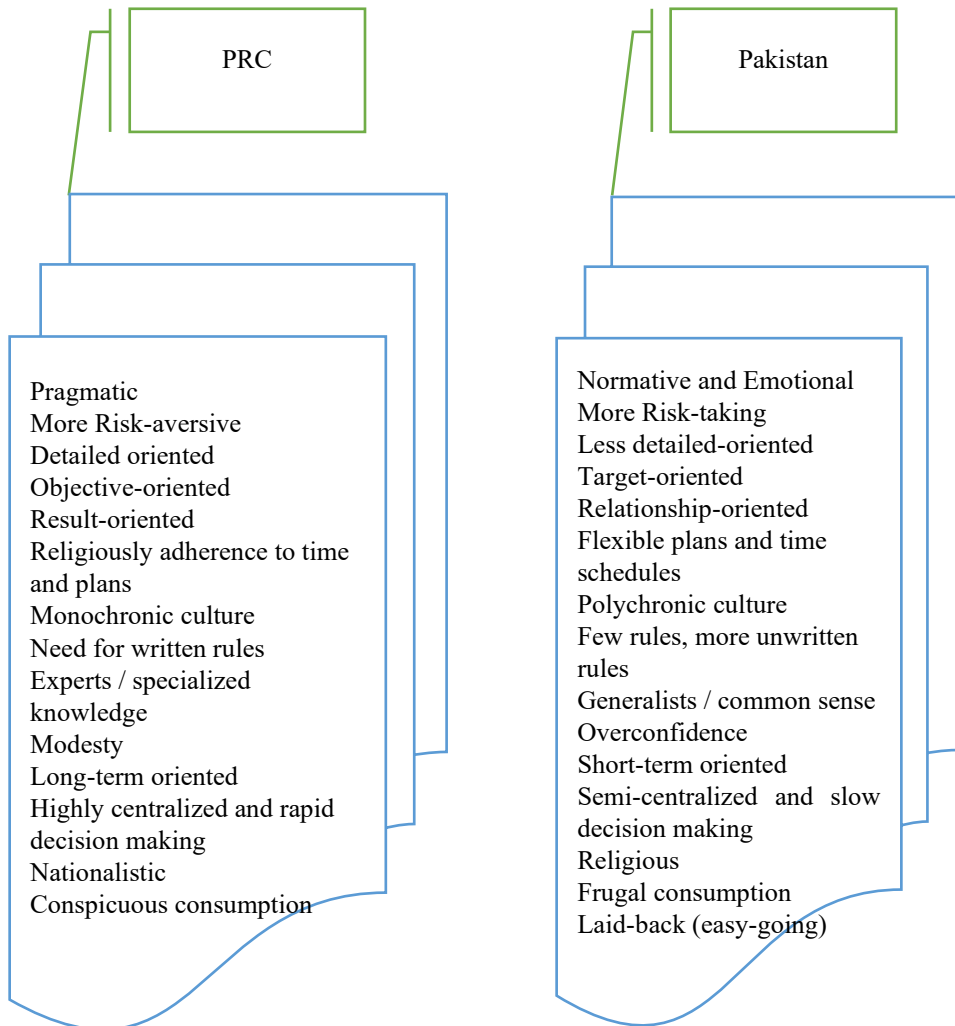 PRC
Pragmatic
More Risk-aversive
Detailed oriented
Objective-oriented
Result-oriented
Religiously adherence to time
and plans
Monochronic culture
Need for written rules
Experts / specialized
knowledge
Modesty
Long-term oriented
Highly centralized and rapid
decision making
Nationalistic
Conspicuous consumption
Pakistan
Normative and Emotional
More Risk-taking
Less detailed-oriented
Target-oriented
Relationship-oriented
Flexible plans and time
schedules
Polychronic culture
Few rules, more unwritten
rules
Generalists / common sense
Overconfidence
Short-term oriented
Semi-centralized and slow
decision making
Religious
Frugal consumption
Laid-back (easy-going)